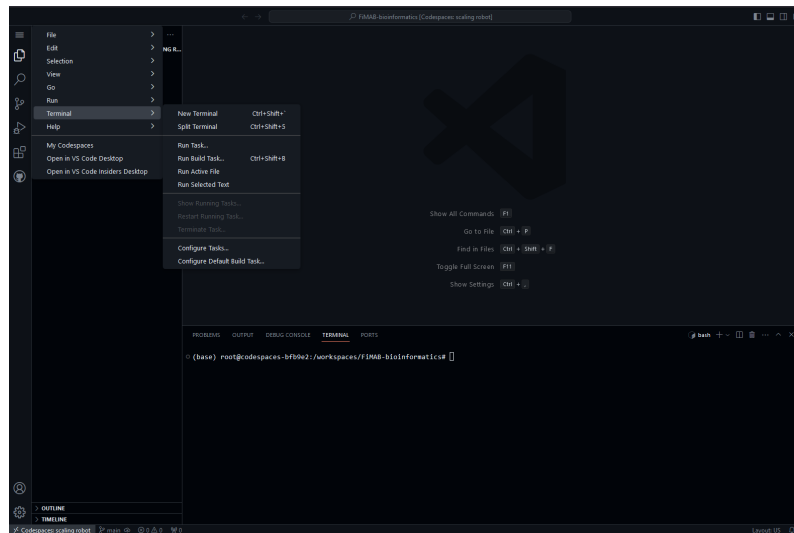 FiMAB-bioinformatics [Codespaces: scaling robot]
File
Edit
Selection
View
Go
Run
Terminal
Help
My Codespaces
Open in VS Code Desktop
Open in VS Code Insiders Desktop
NG B...
New Terminal Ctrl+Shift+`
Split Terminal Ctrl+Shift+5
Run Task...
Run Build Task... Ctrl+Shift+B
Run Active File
Run Selected Text
Show Running Tasks...
Restart Running Task...
Terminate Task...
Configure Tasks...
Configure Default Build Task...
Show All Commands F1
Go to File Ctrl + P
Find in Files Ctrl + Shift + F
Toggle Full Screen F11
Show Settings Ctrl + ,
PROBLEMS OUTPUT DEBUG CONSOLE TERMINAL PORTS bash
(base) root@codespaces-bfb9e2:/workspaces/FiMAB-bioinformatics#
OUTLINE
TIMELINE
Codespaces: scaling robot main 0 0 0 Layout: US